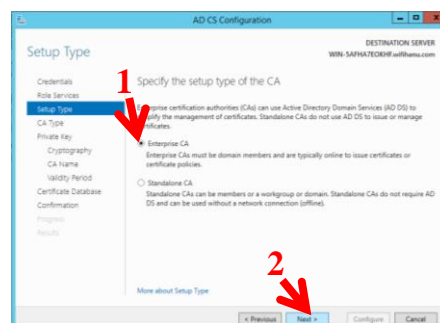 AD CS Configuration
Setup Type
DESTINATION SERVER
Credentials
Role Services
Setup Type
CA Type
Private Key
Cryptography
CA Name
Validity Period
Certificate Database
Confirmation
Progress
Results
1
Specify the setup type of the CA
Enterprise certification authorities (CAs) can use Active Directory Domain Services (AD DS) to
simplify the management of certificates. Standalone CAs do not use AD DS to issue or manage
certificates.
Enterprise CA
Enterprise CAs must be domain members and are typically online to issue certificates or
certificate policies.
Standalone CA
Standalone CAs can be members or a workgroup or domain. Standalone CAs do not require AD
DS and can be used without a network connection (offline).
2
More about Setup Type
< Previous
Next >
Configure
Cancel